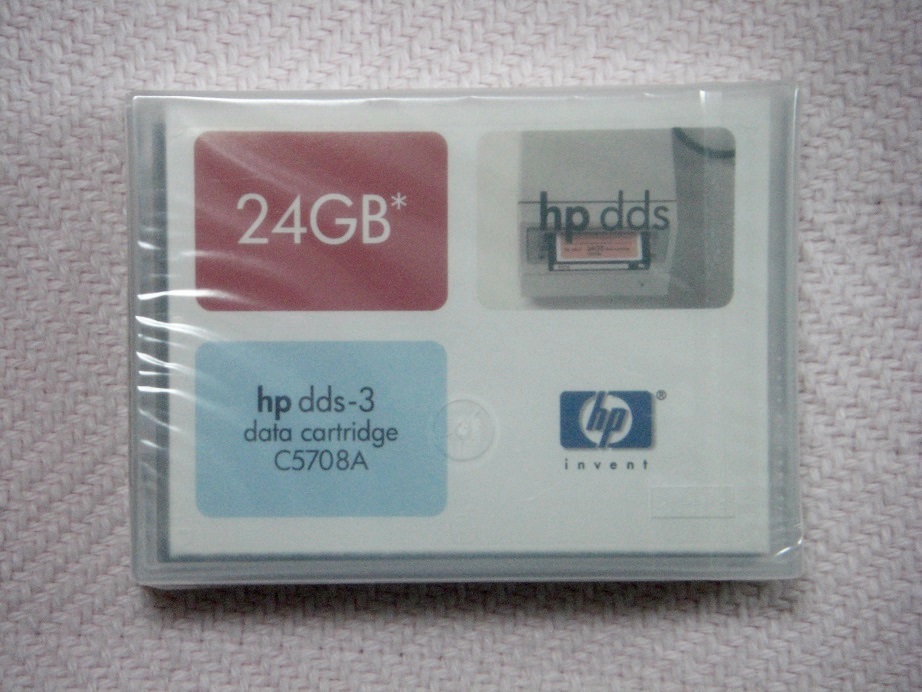 24GB*
hp dds
hp dds-3
data cartridge
C5708A
hp®
invent